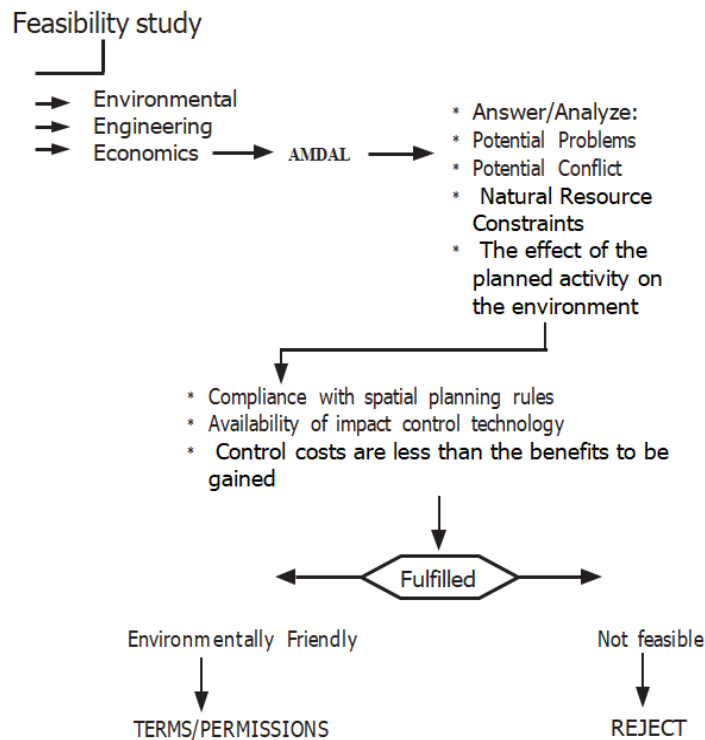 Feasibility study
Environmental
Engineering
Economics
AMDAL
* Answer/Analyze:
* Potential Problems
* Potential Conflict
* Natural Resource
Constraints
* The effect of the
planned activity on
the environment
* Compliance with spatial planning rules
* Availability of impact control technology
* Control costs are less than the benefits to be
gained
Fulfilled
Environmentally Friendly
Not feasible
TERMS/PERMISSIONS
REJECT